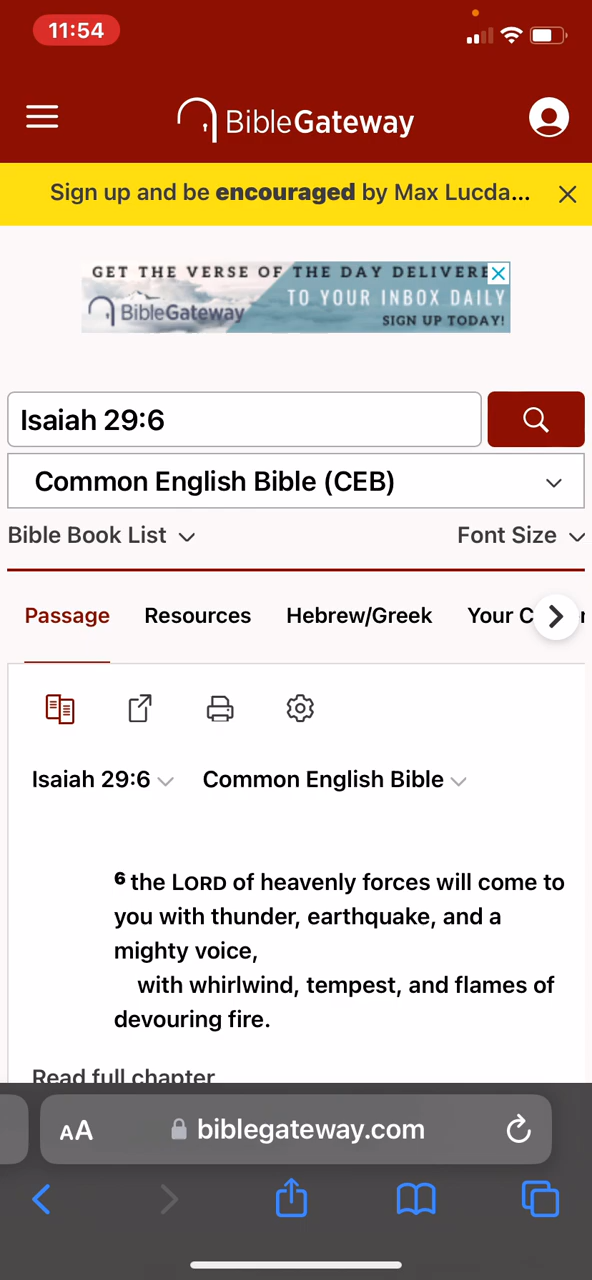 11:54
BibleGateway
Sign up and be encouraged by Max Lucda...
GET THE VERSE OF THE DAY DELIVERE
TO YOUR INBOX DAILY
BibleGateway
SIGN UP TODAY!
Isaiah 29:6
Common English Bible (CEB)
Bible Book List Font Size
Passage Resources Hebrew/Greek Your C
Isaiah 29:6 Common English Bible
6 the LORD of heavenly forces will come to
you with thunder, earthquake, and a
mighty voice,
with whirlwind, tempest, and flames of
devouring fire.
Read full chapter
AA biblegateway.com